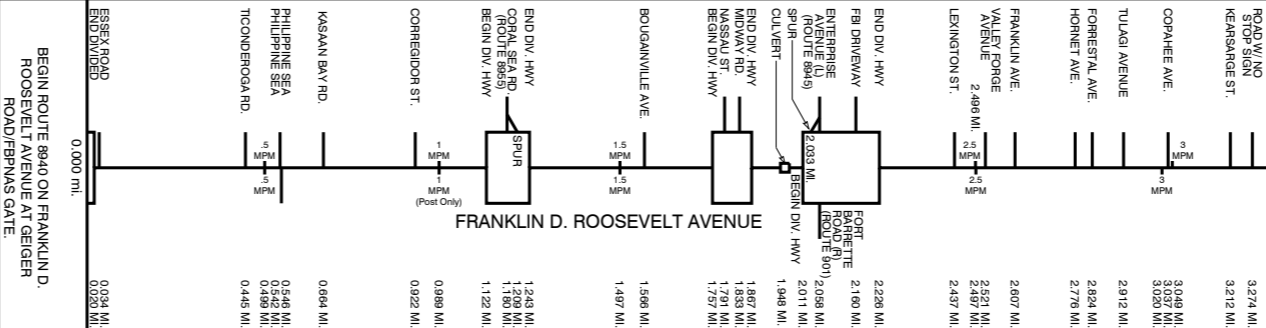 BEGIN ROUTE 8940 ON FRANKLIN D.
ROOSEVELT AVENUE AT GEIGER
ROAD/FBPNAS GATE.
0.000 mi.
END DIVIDED
ESSEX ROAD
TICONDEROGA RD.
PHILIPPINE SEA
PHILIPPINE SEA
KASAAN BAY RD.
CORREGIDOR ST.
BEGIN DIV. HWY
(ROUTE 8955)
CORAL SEA RD.
END DIV. HWY
BOUGAINVILLE AVE.
BEGIN DIV. HWY
NASSAU ST.
MIDWAY RD.
END DIV. HWY
CULVERT
SPUR
(ROUTE 8945)
AVENUE (L)
ENTERPRISE
FBI DRIVEWAY
END DIV. HWY
LEXINGTON ST.
2.496 MI.
AVENUE
VALLEY FORGE
FRANKLIN AVE.
HORNET AVE.
FORRESTAL AVE.
TULAGI AVENUE
COPAHEE AVE.
KEARSARGE ST.
STOP SIGN
ROAD W/ NO
.5
MPM
.5
MPM
1
MPM
1
MPM
(Post Only)
SPUR
1.5
MPM
1.5
MPM
2.033 MI.
BEGIN DIV. HWY
FORT
BARRETTE
ROAD (R)
(ROUTE 901)
2.5
MPM
2.5
MPM
3
MPM
3
MPM
FRANKLIN D. ROOSEVELT AVENUE
0.020 MI.
0.034 MI.
0.445 MI.
0.499 MI.
0.542 MI.
0.546 MI.
0.664 MI.
0.922 MI.
0.989 MI.
1.122 MI.
1.180 MI.
1.209 MI.
1.243 MI.
1.497 MI.
1.566 MI.
1.757 MI.
1.791 MI.
1.833 MI.
1.867 MI.
1.948 MI.
2.011 MI.
2.058 MI.
2.160 MI.
2.226 MI.
2.437 MI.
2.497 MI.
2.521 MI.
2.607 MI.
2.776 MI.
2.824 MI.
2.912 MI.
3.020 MI.
3.037 MI.
3.049 MI.
3.212 MI.
3.274 MI.